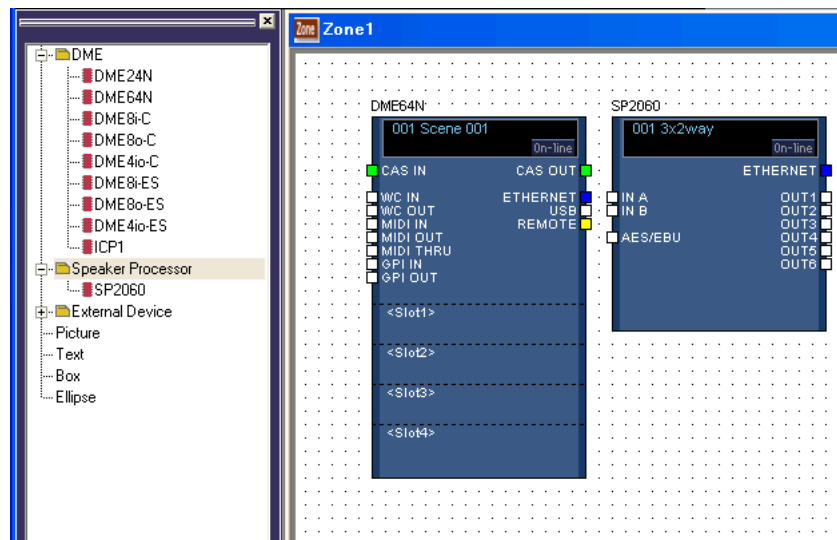 DME
DME24N
DME64N
DME8i-C
DME8o-C
DME4io-C
DME8i-ES
DME8o-ES
DME4io-ES
ICP1
Speaker Processor
SP2060
External Device
Picture
Text
Box
Ellipse
Zone Zone1
DME64N
001 Scene 001
On-line
CAS IN CAS OUT
WC IN ETHERNET
WC OUT USB
MIDI IN REMOTE
MIDI OUT
MIDI THRU
GPI IN
GPI OUT
<Slot1>
<Slot2>
<Slot3>
<Slot4>
SP2060
001 3x2way
On-line
ETHERNET
IN A OUT1
IN B OUT2
OUT3
AES/EBU OUT4
OUT5
OUT6